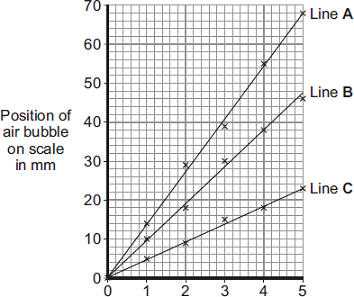 70
Line A
60
50
Line B
Position of
air bubble
on scale
in mm
40
30
Line C
20
10
0
0 1 2 3 4 5